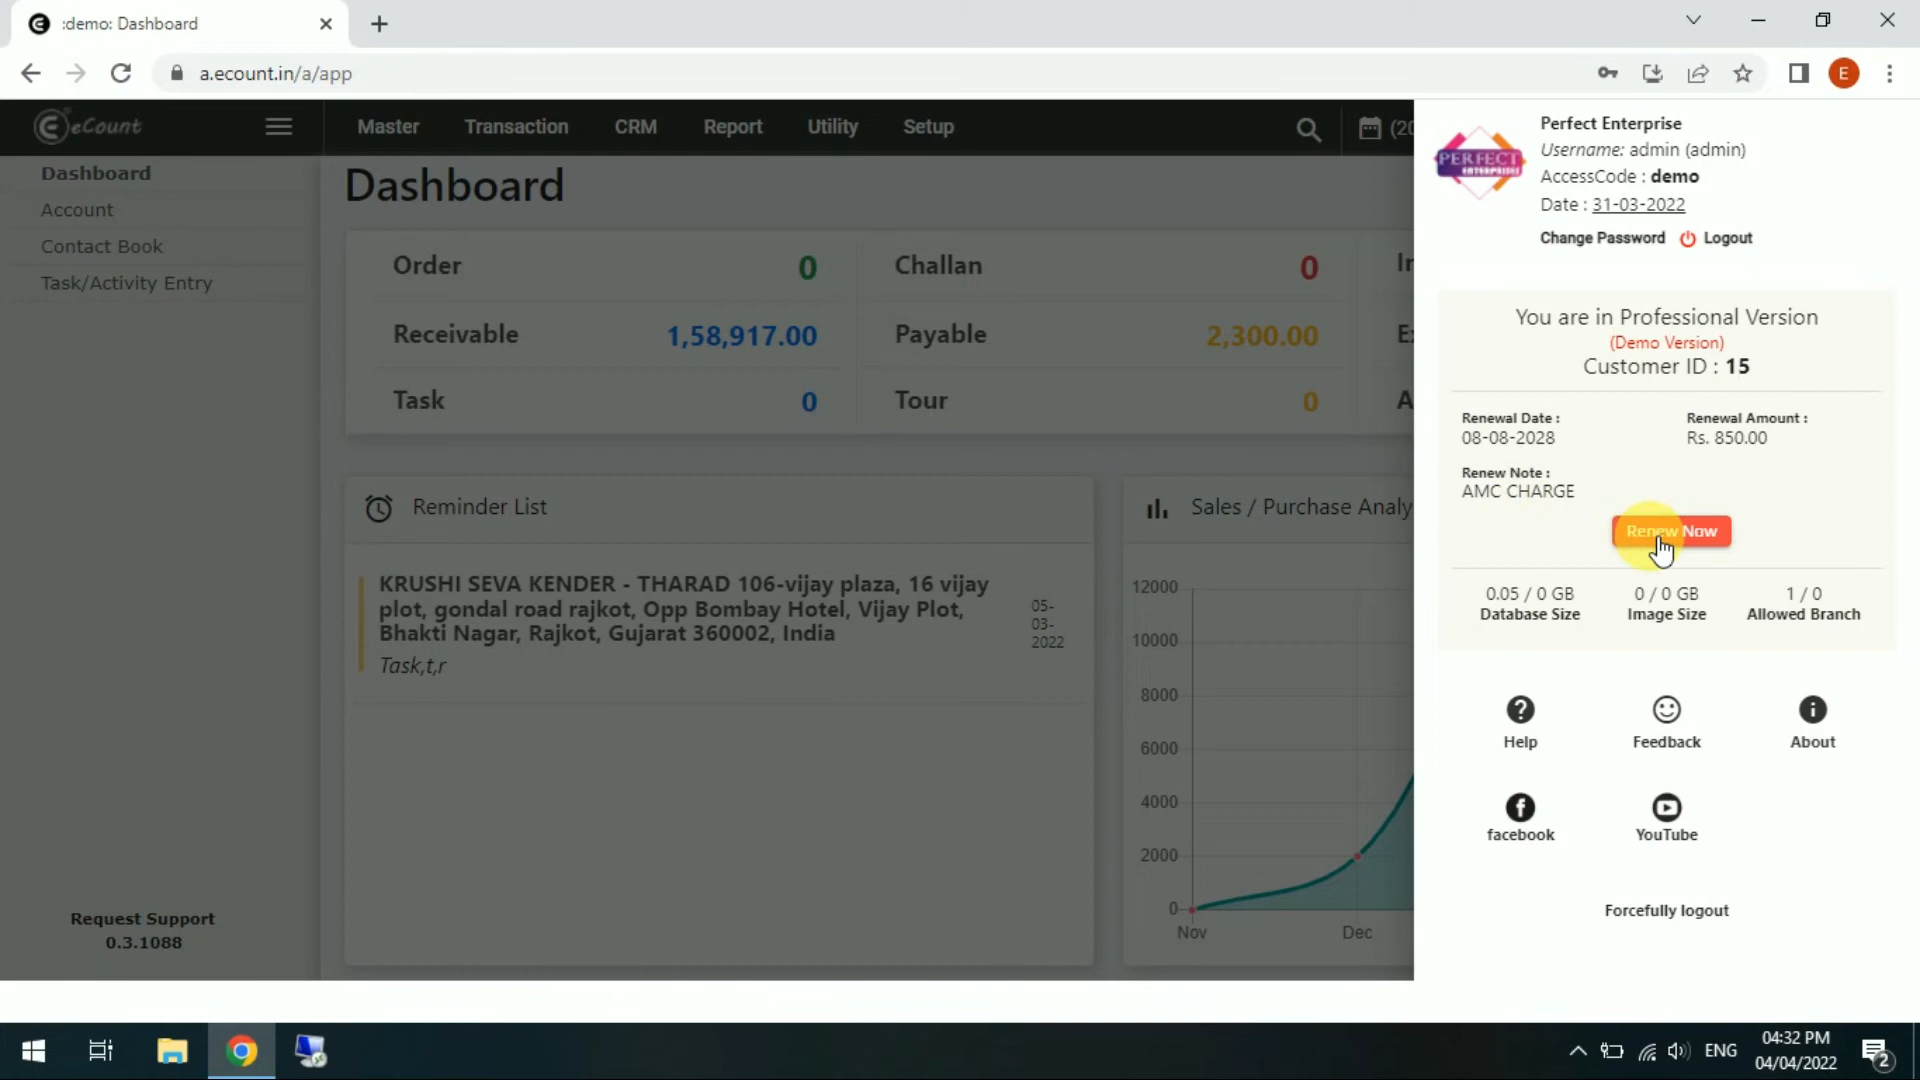 :demo: Dashboard
a.ecount.in/a/app
E
eCount
Master Transaction CRM Report Utility Setup
(20
Dashboard
Account
Contact Book
Task/Activity Entry
Request Support
0.3.1088
Dashboard
Order 0 Challan 0
Receivable 1,58,917.00 Payable 2,300.00
Task 0 Tour 0
Reminder List
KRUSHI SEVA KENDER - THARAD 106-vijay plaza, 16 vijay
plot, gondal road rajkot, Opp Bombay Hotel, Vijay Plot,
Bhakti Nagar, Rajkot, Gujarat 360002, India
Task,t,r
05-
03-
2022
Sales / Purchase Analy
12000
10000
8000
6000
4000
2000
0
Nov Dec
PERFECT
ENTERPRISES
Perfect Enterprise
Username: admin (admin)
AccessCode : demo
Date : 31-03-2022
Change Password Logout
You are in Professional Version
(Demo Version)
Customer ID : 15
Renewal Date : Renewal Amount :
08-08-2028 Rs. 850.00
Renew Note :
AMC CHARGE
Renew Now
0.05 / 0 GB 0 / 0 GB 1 / 0
Database Size Image Size Allowed Branch
Help Feedback About
facebook YouTube
Forcefully logout
ENG
04:32 PM
04/04/2022
2